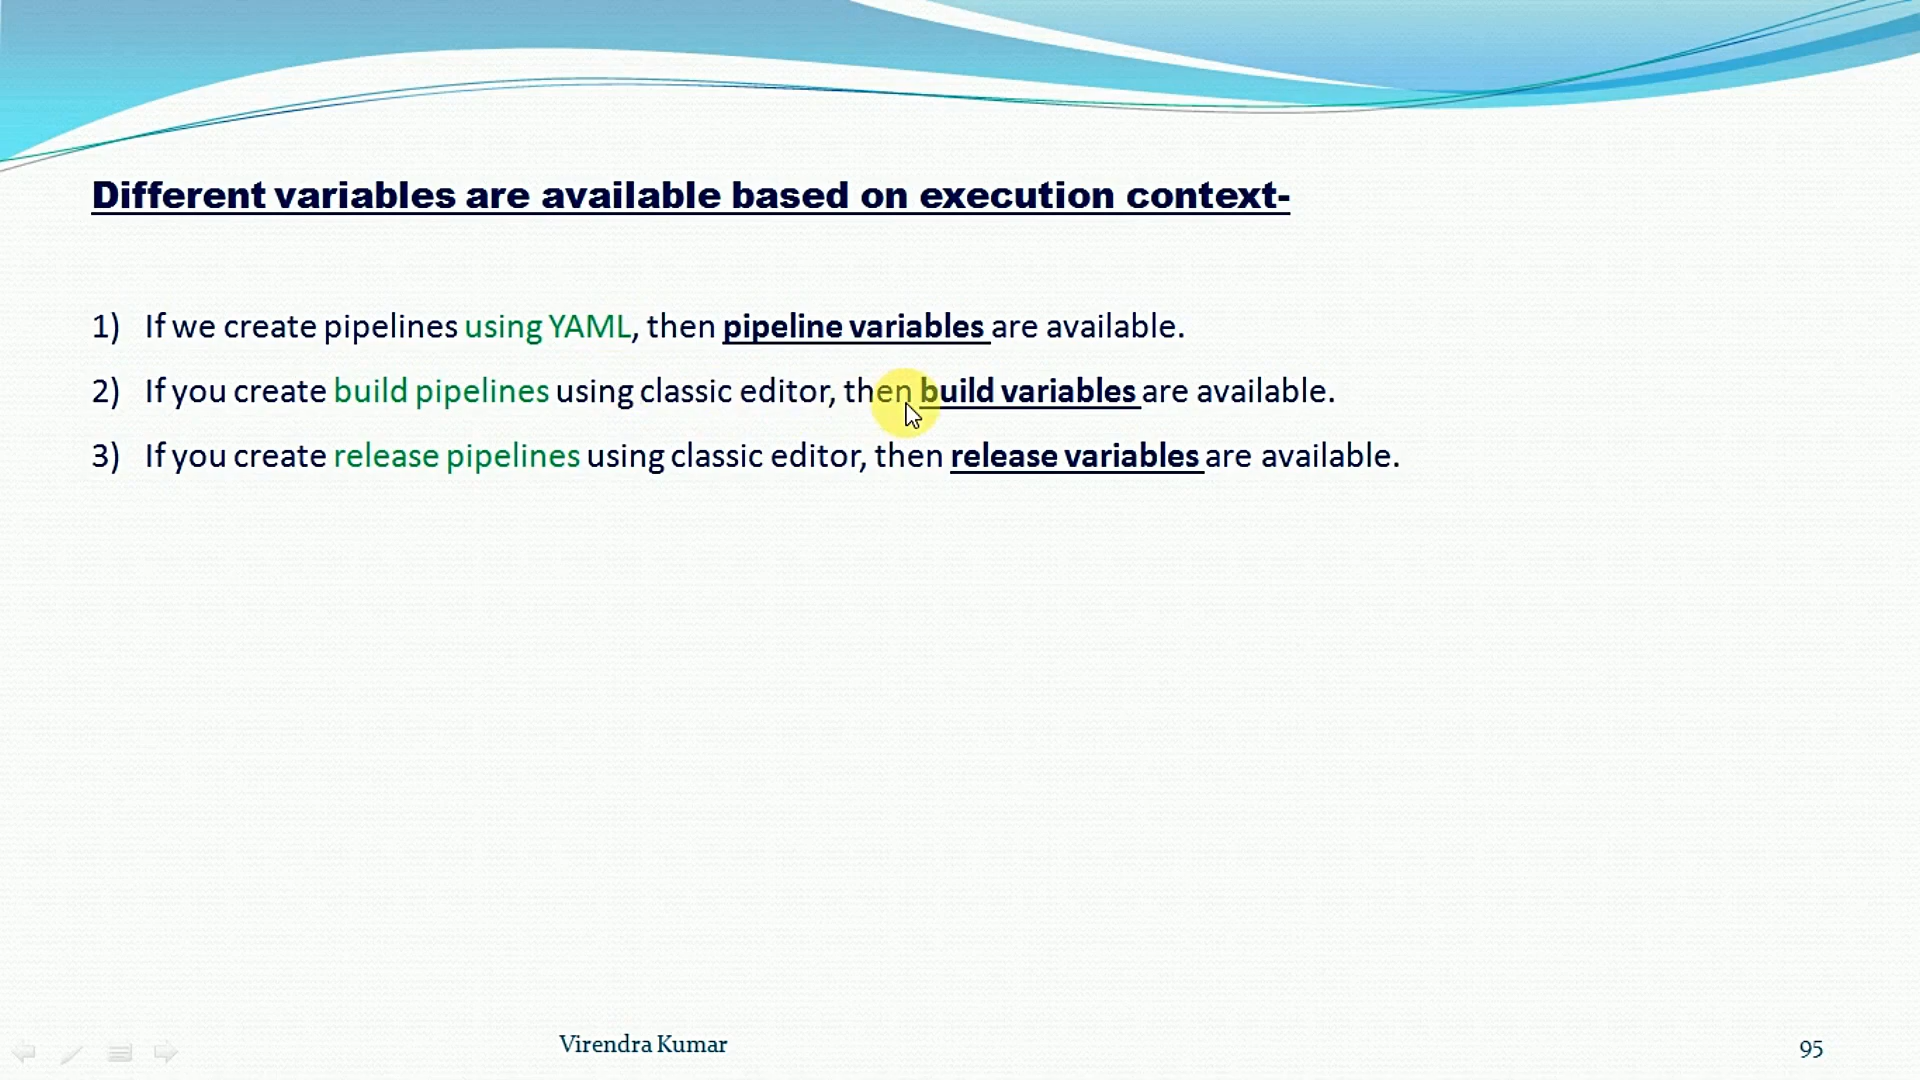 Different variables are available based on execution context-
1) If we create pipelines using YAML, then pipeline variables are available.
2) If you create build pipelines using classic editor, then build variables are available.
3) If you create release pipelines using classic editor, then release variables are available.
Virendra Kumar
95